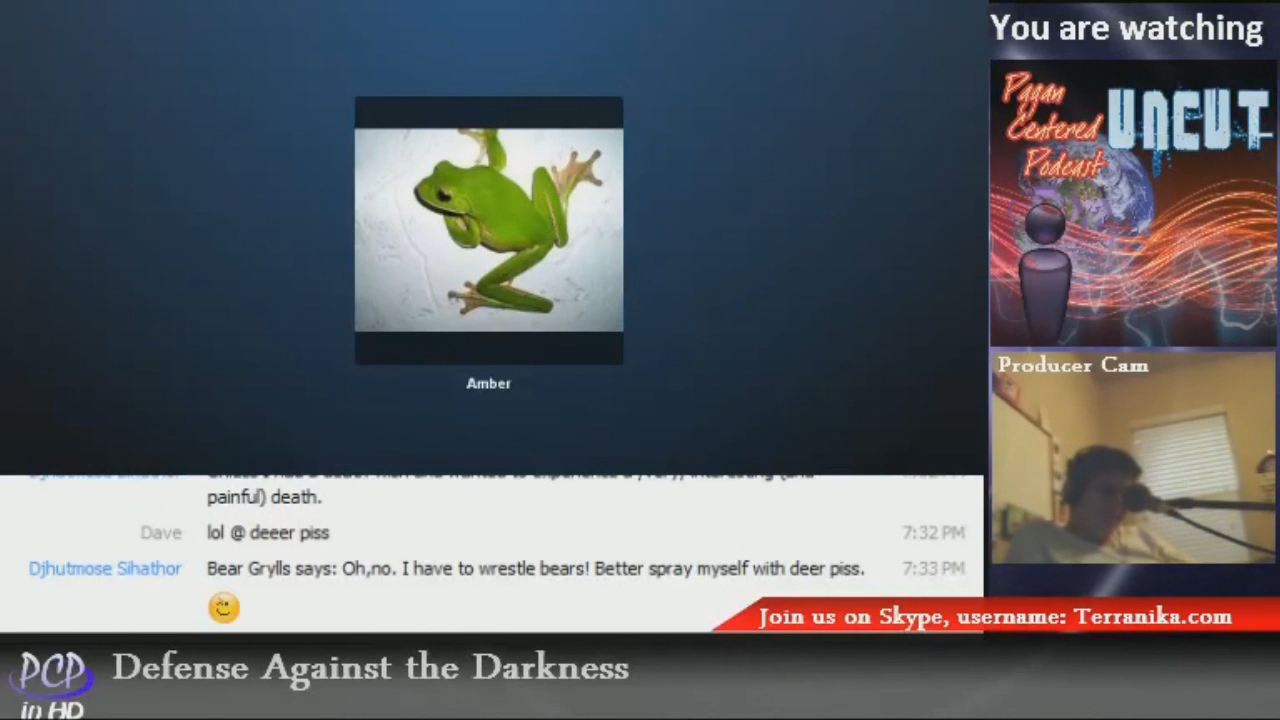 You are watching
Pagan
Centered
Podcast
UNCUT
Producer Cam
Amber
painful) death.
Dave lol @ deeer piss 7:32 PM
Djhutmose Sihathor Bear Grylls says: Oh,no. I have to wrestle bears! Better spray myself with deer piss. 7:33 PM
Join us on Skype, username: Terranika.com
PCP
in HD
Defense Against the Darkness